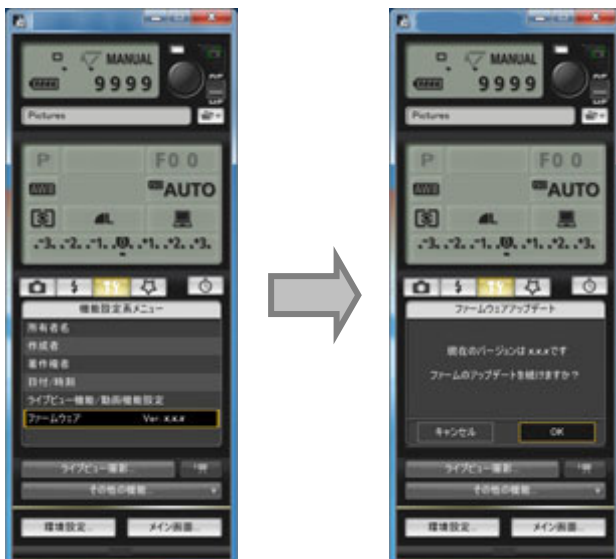 MANUAL
9999
Pictures
P
F0 0
AWB
AUTO
L
-3..-2..-1..0..+1..+2..+3.
機能設定系メニュー
所有者名
作成者
著作権者
日付/時刻
ライブビュー機能/動画機能設定
ファームウェア Ver. x.x.x
ライブビュー撮影...
その他の機能...
環境設定...
メイン画面...
MANUAL
9999
Pictures
P
F0 0
AWB
AUTO
L
-3..-2..-1..0..+1..+2..+3.
ファームウェアアップデート
現在のバージョンは x.x.x です
ファームのアップデートを続けますか?
キャンセル
OK
ライブビュー撮影...
その他の機能...
環境設定...
メイン画面...